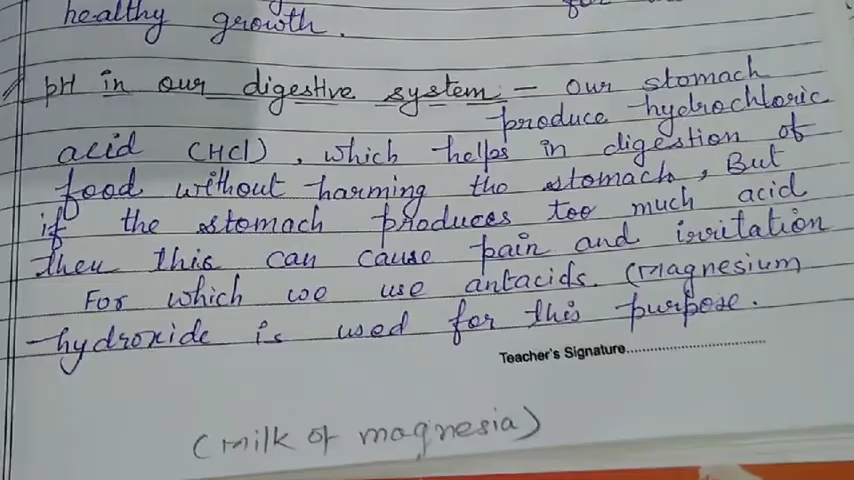 healthy growth.
pH in our digestive system - Our stomach
produce hydrochloric
acid (HCl), which helps in digestion of
food without harming the stomach, But
if the stomach produces too much acid
then this can cause pain and irritation
For which we use antacids. (Magnesium
hydroxide is used for this purpose.
Teacher's Signature
(Milk of magnesia)